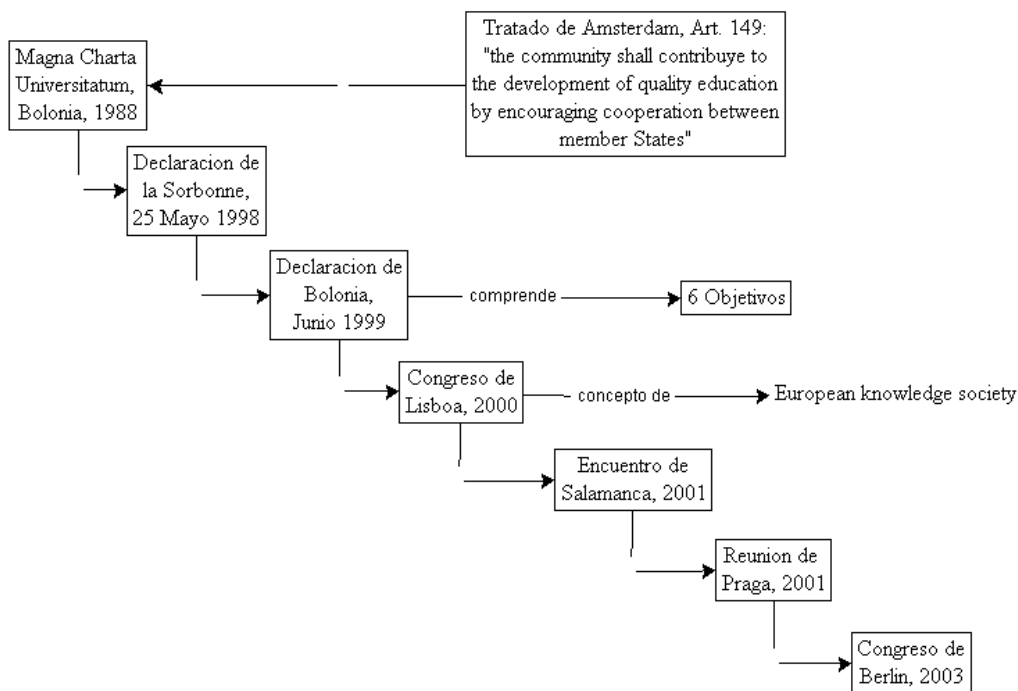 Magna Charta
Universitatum,
Bolonia, 1988
Tratado de Amsterdam, Art. 149:
"the community shall contribuye to
the development of quality education
by encouraging cooperation between
member States"
Declaracion de
la Sorbonne,
25 Mayo 1998
Declaracion de
Bolonia,
Junio 1999
comprende
6 Objetivos
Congreso de
Lisboa, 2000
concepto de
European knowledge society
Encuentro de
Salamanca, 2001
Reunion de
Praga, 2001
Congreso de
Berlin, 2003